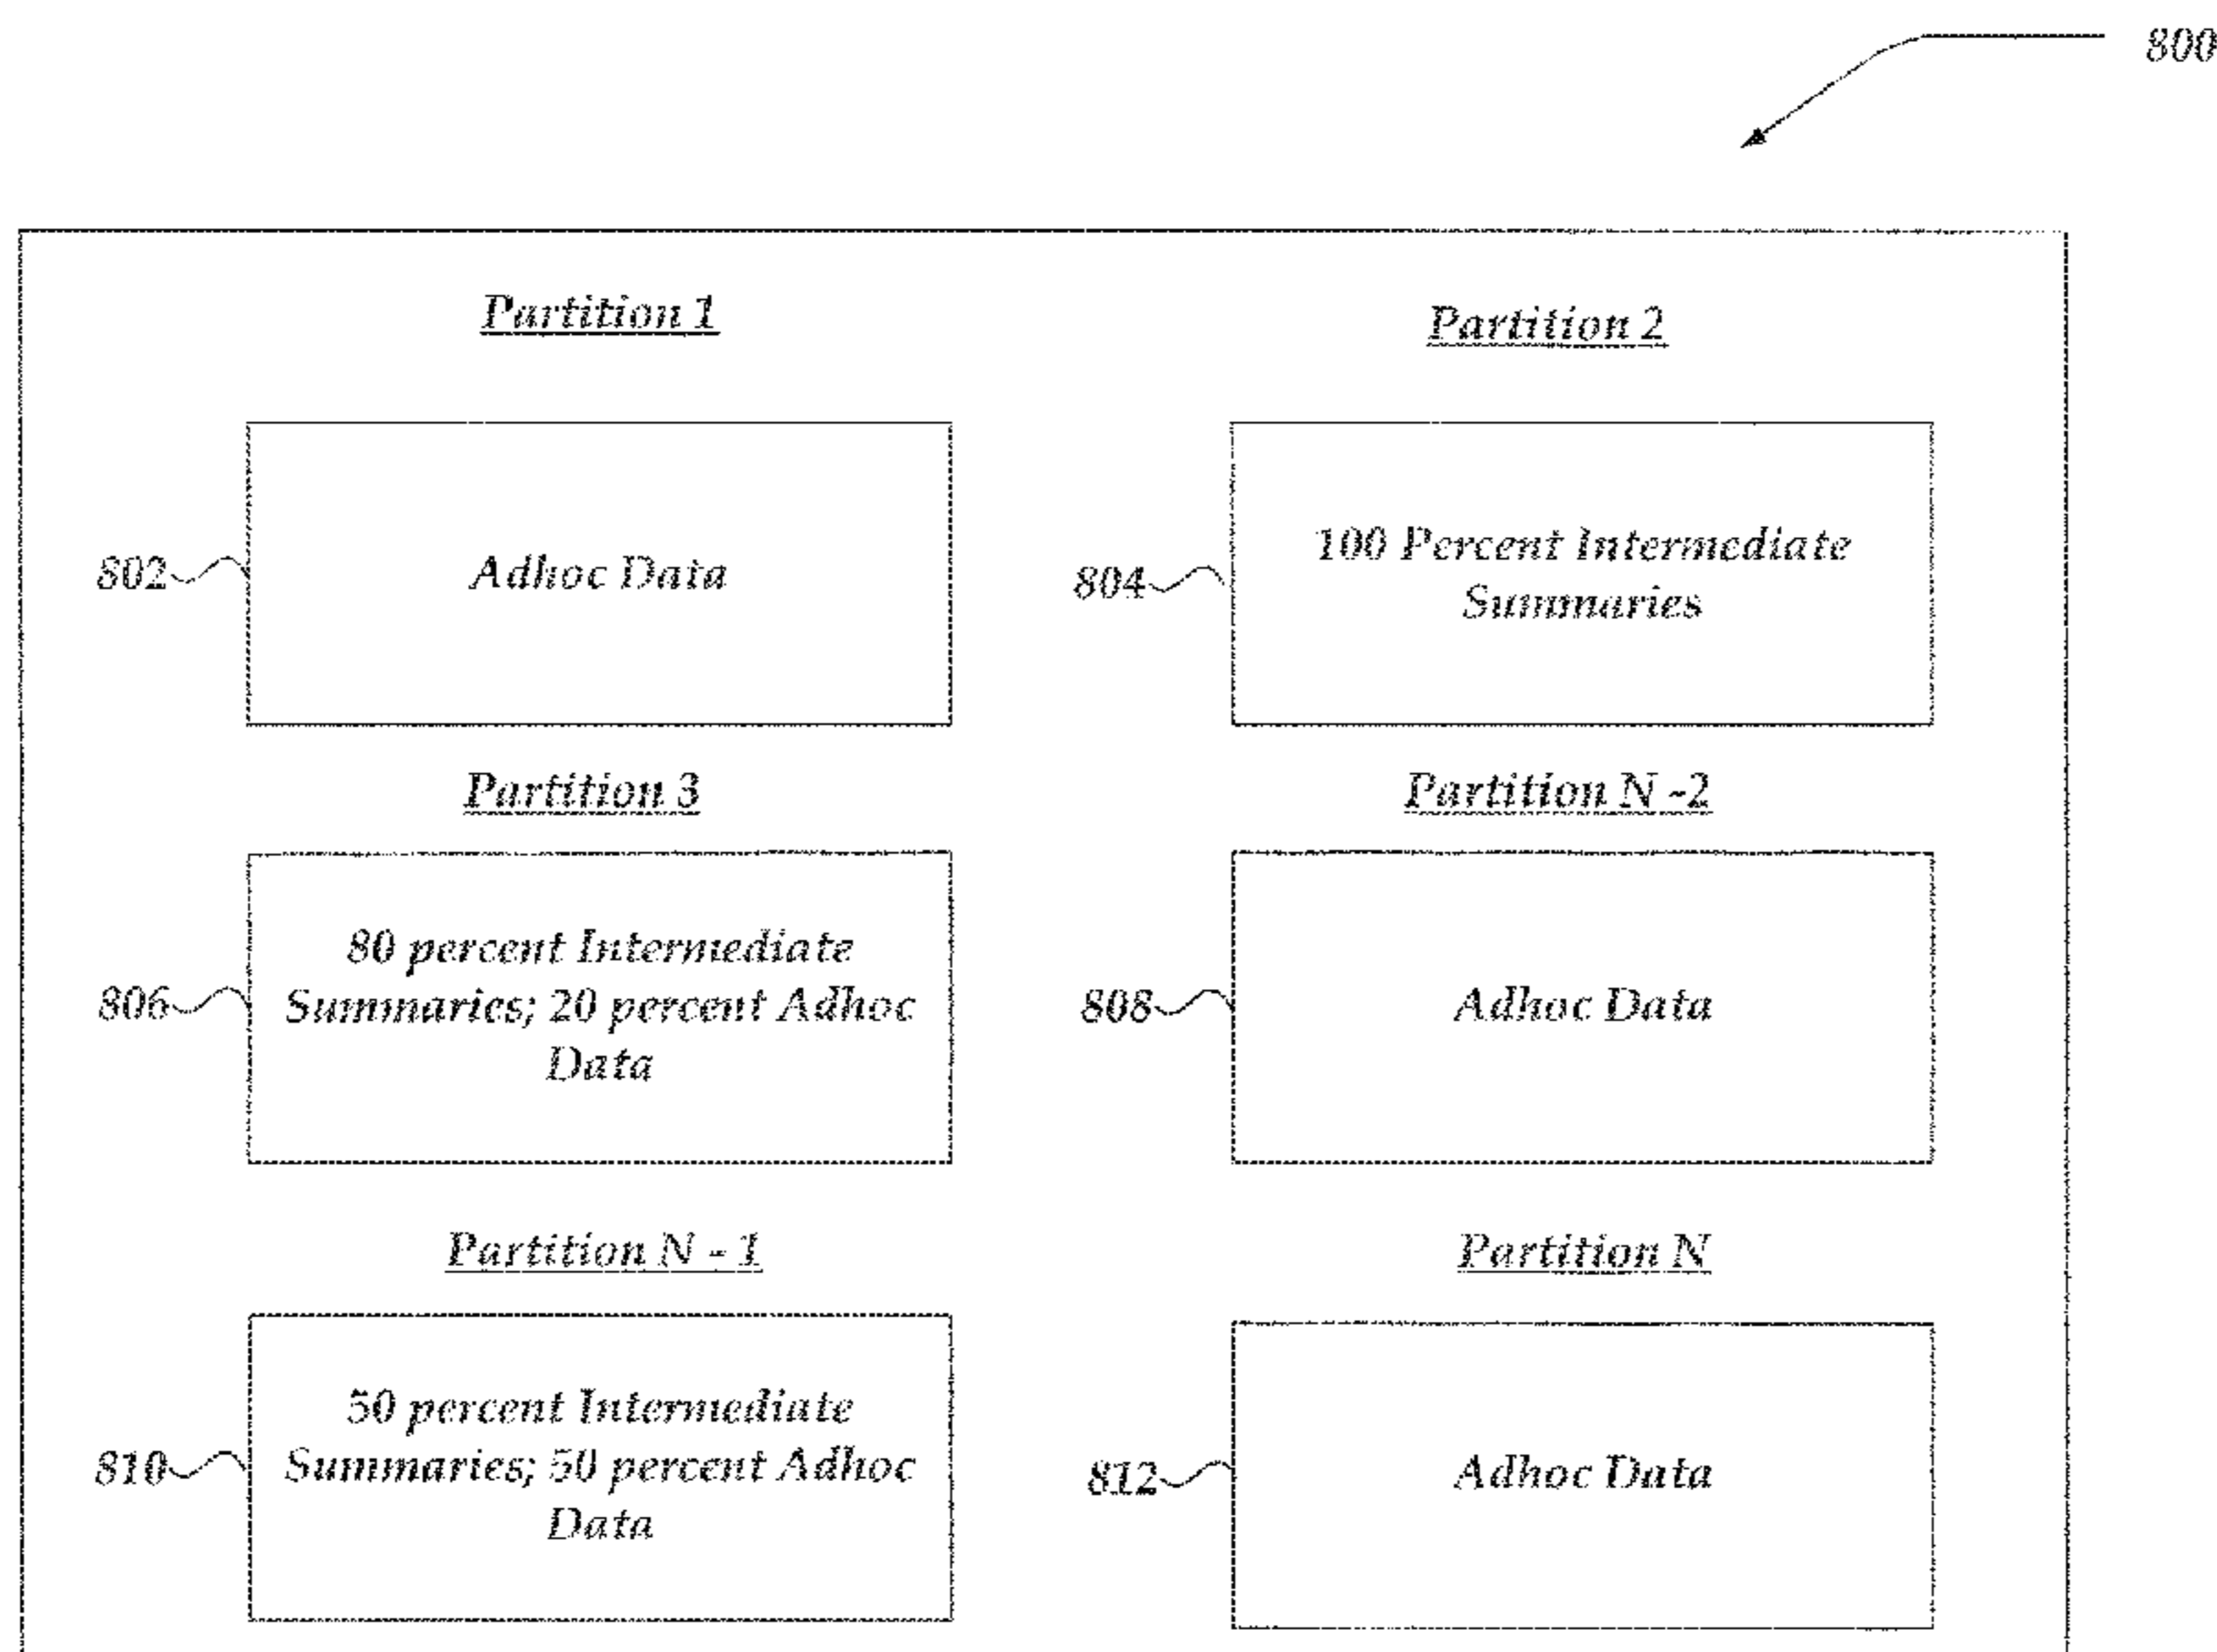 800
Partition 1
Partition 2
802
Adhoc Data
804
100 Percent Intermediate
Summaries
Partition 3
Partition N -2
806
80 percent Intermediate
Summaries; 20 percent Adhoc
Data
808
Adhoc Data
Partition N - 1
Partition N
810
50 percent Intermediate
Summaries; 50 percent Adhoc
Data
812
Adhoc Data